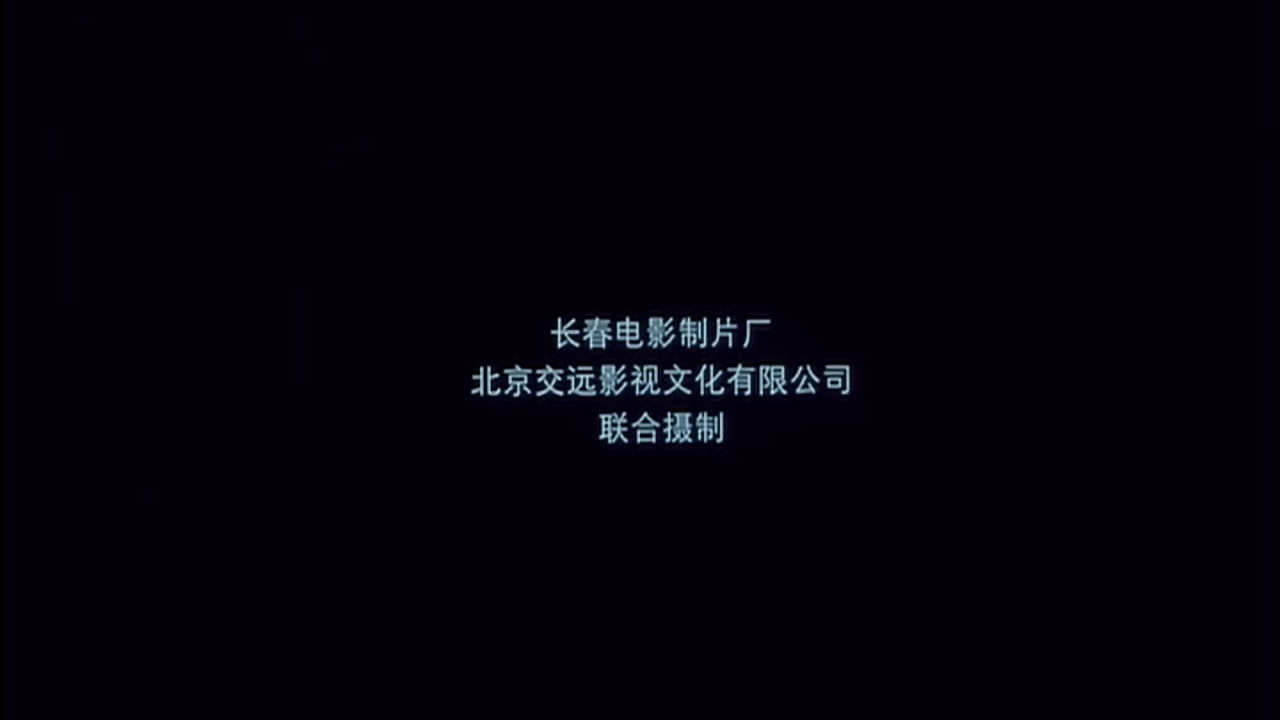 长春电影制片厂
北京交远影视文化有限公司
联合摄制